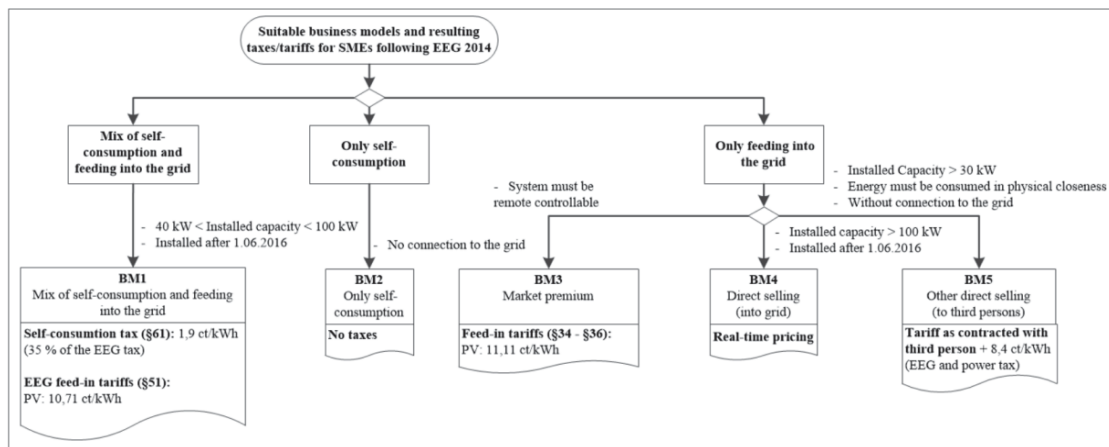 Suitable business models and resulting
taxes/tariffs for SMEs following EEG 2014
Mix of self-
consumption and
feeding into the grid
Only self-
consumption
Only feeding into
the grid
- Installed Capacity > 30 kW
- Energy must be consumed in physical closeness
- Without connection to the grid
- System must be
remote controllable
- 40 kW < Installed capacity < 100 kW
- Installed after 1.06.2016
- No connection to the grid
- Installed capacity > 100 kW
- Installed after 1.06.2016
BM1
Mix of self-consumption and feeding
into the grid
Self-consumtion tax (§61): 1,9 ct/kWh
(35 % of the EEG tax)
EEG feed-in tariffs (§51):
PV: 10,71 ct/kWh
BM2
Only self-
consumption
No taxes
BM3
Market premium
Feed-in tariffs (§34 - §36):
PV: 11,11 ct/kWh
BM4
Direct selling
(into grid)
Real-time pricing
BM5
Other direct selling
(to third persons)
Tariff as contracted with
third person + 8,4 ct/kWh
(EEG and power tax)